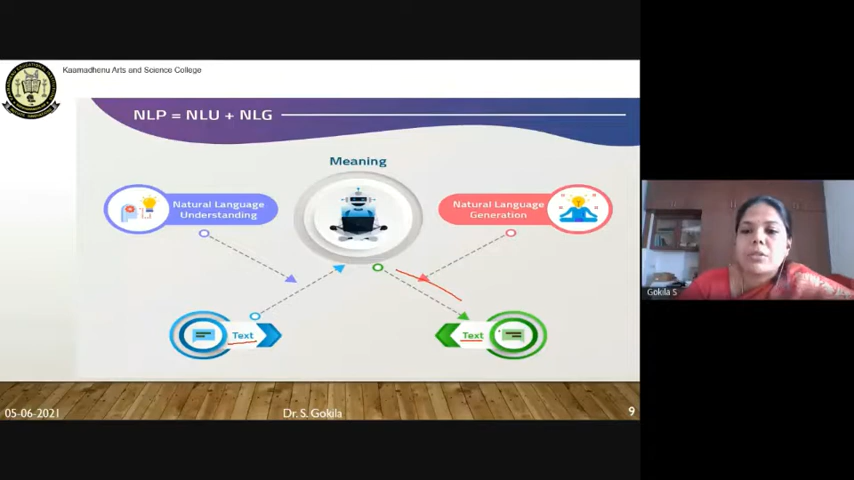 Kaamadhenu Arts and Science College
NLP = NLU + NLG
Meaning
Natural Language
Understanding
Natural Language
Generation
Text
Text
Gokila S
05-06-2021
Dr. S. Gokila
9